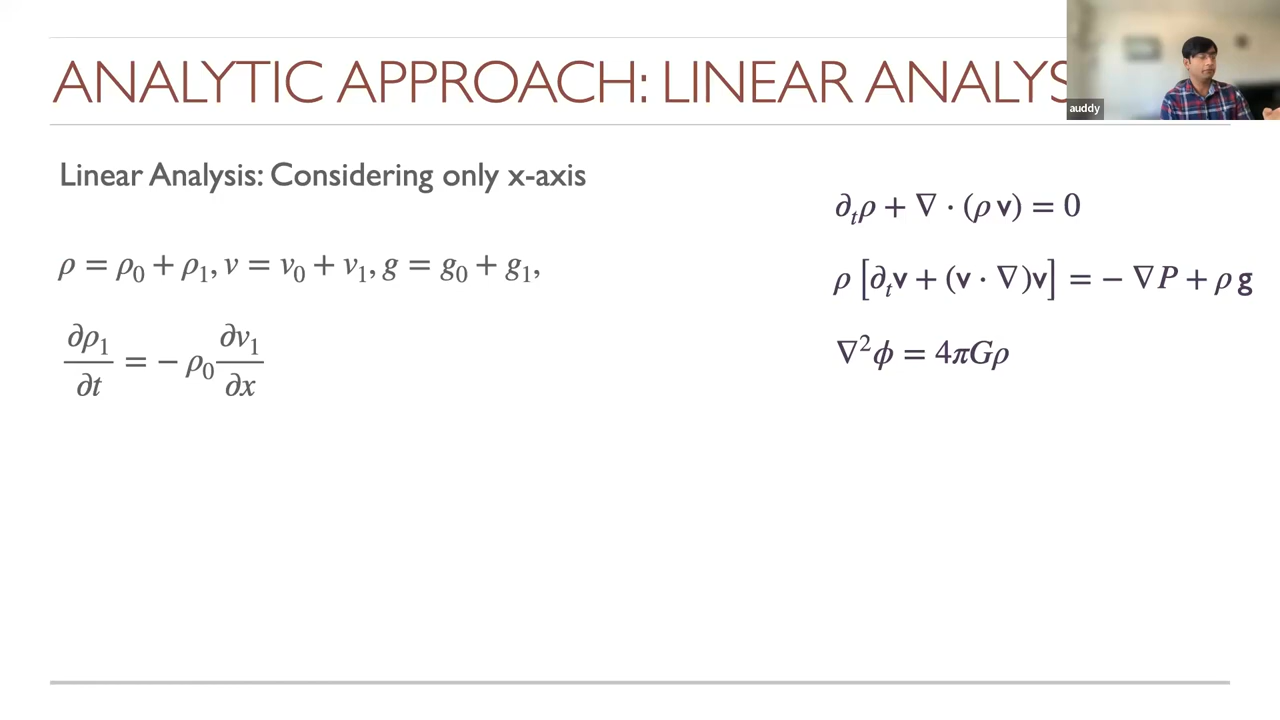 ANALYTIC APPROACH: LINEAR ANALYS
auddy
Linear Analysis: Considering only x-axis
ρ = ρ₀ + ρ₁, v = v₀ + v₁, g = g₀ + g₁,
∂ρ₁/∂t = − ρ₀ ∂v₁/∂x
∂ₜρ + ∇ · (ρ v) = 0
ρ [∂ₜv + (v · ∇)v] = − ∇P + ρ g
∇²ϕ = 4πGρ